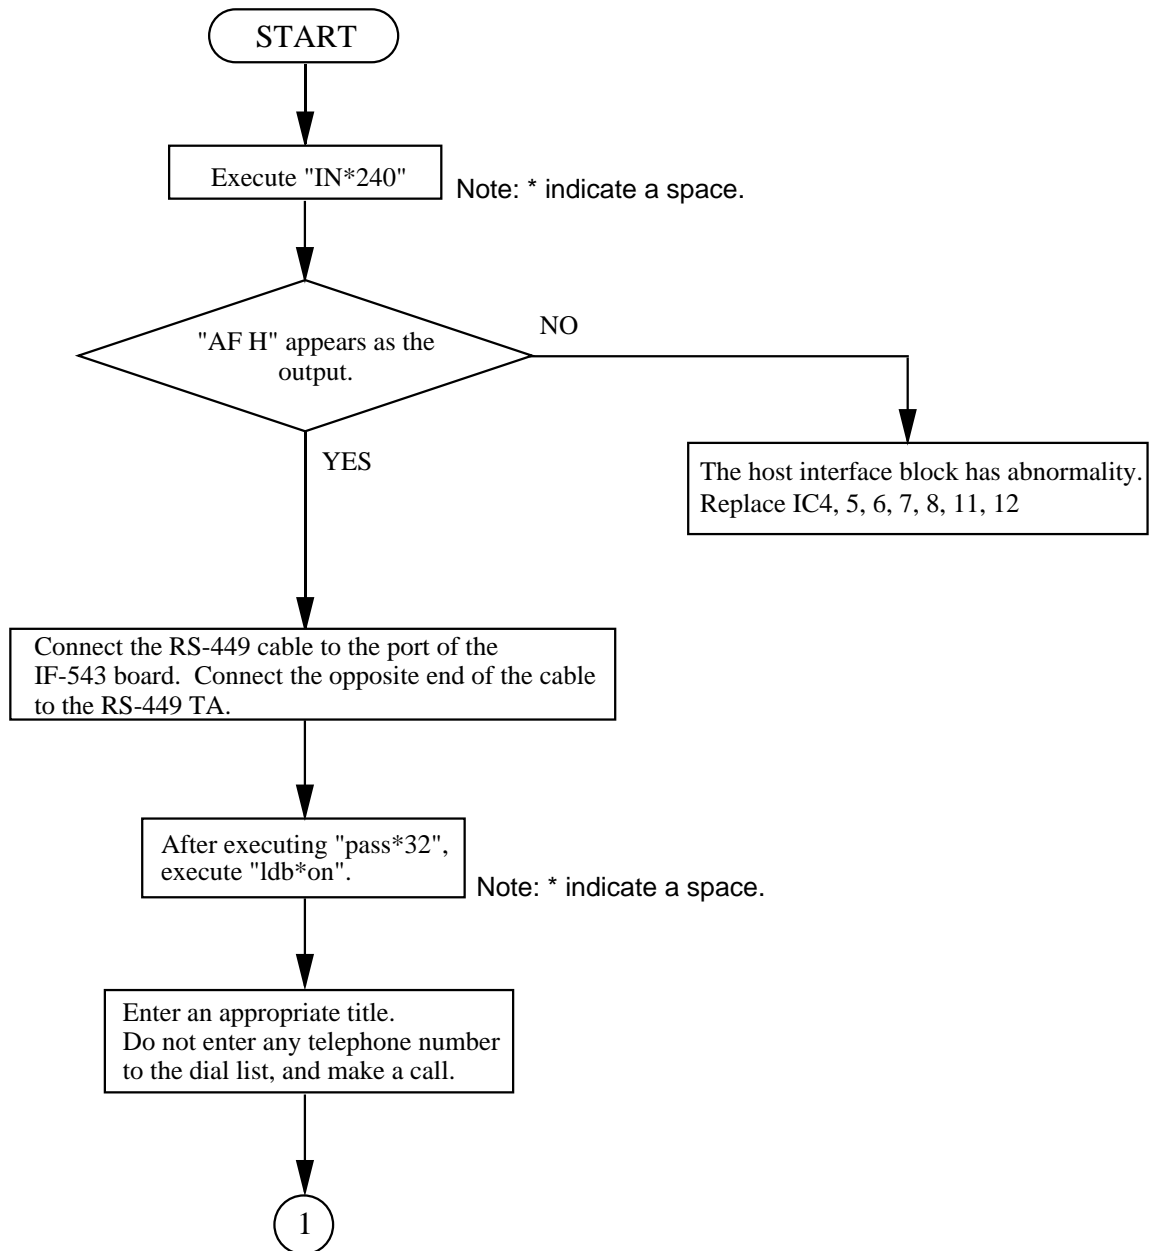 START
Execute "IN*240"
Note: * indicate a space.
"AF H" appears as the
output.
NO
YES
The host interface block has abnormality.
Replace IC4, 5, 6, 7, 8, 11, 12
Connect the RS-449 cable to the port of the
IF-543 board.  Connect the opposite end of the cable
to the RS-449 TA.
After executing "pass*32",
execute "ldb*on".
Note: * indicate a space.
Enter an appropriate title.
Do not enter any telephone number
to the dial list, and make a call.
1